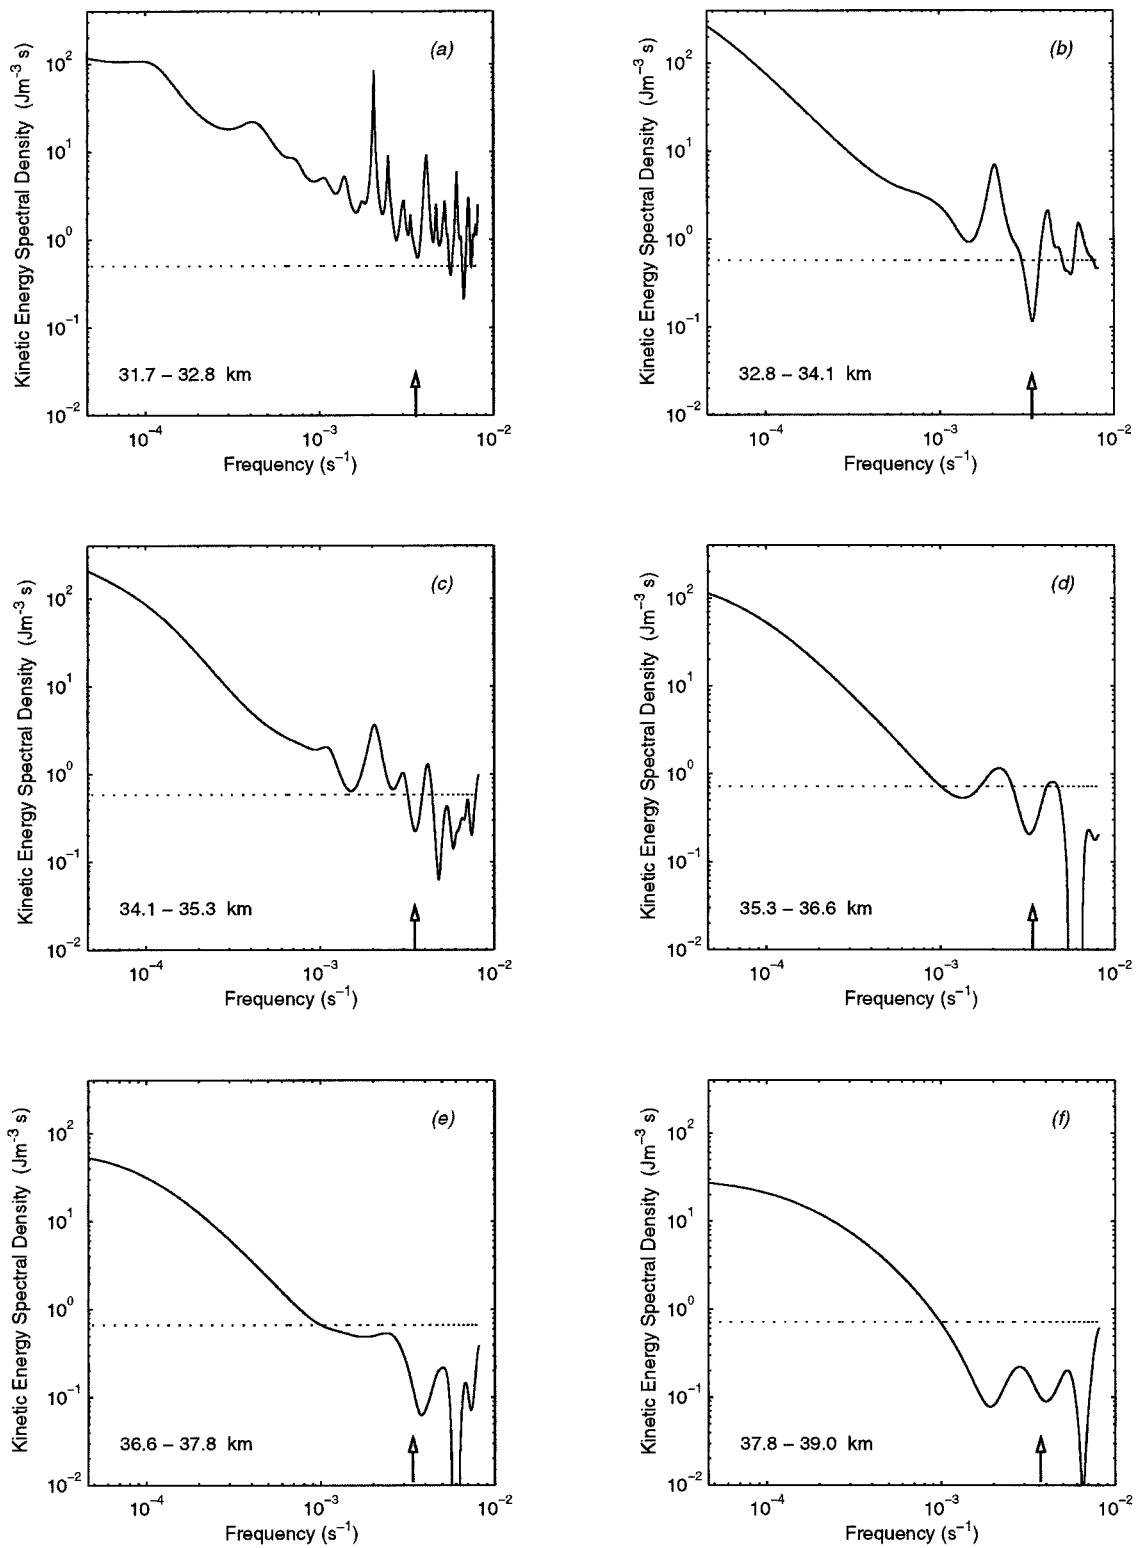 Kinetic Energy Spectral Density (Jm⁻³ s)
10²
10¹
10⁰
10⁻¹
10⁻²
(a)
31.7 – 32.8 km
10⁻⁴
10⁻³
10⁻²
Frequency (s⁻¹)
Kinetic Energy Spectral Density (Jm⁻³ s)
10²
10¹
10⁰
10⁻¹
10⁻²
(b)
32.8 – 34.1 km
10⁻⁴
10⁻³
10⁻²
Frequency (s⁻¹)
Kinetic Energy Spectral Density (Jm⁻³ s)
10²
10¹
10⁰
10⁻¹
10⁻²
(c)
34.1 – 35.3 km
10⁻⁴
10⁻³
10⁻²
Frequency (s⁻¹)
Kinetic Energy Spectral Density (Jm⁻³ s)
10²
10¹
10⁰
10⁻¹
10⁻²
(d)
35.3 – 36.6 km
10⁻⁴
10⁻³
10⁻²
Frequency (s⁻¹)
Kinetic Energy Spectral Density (Jm⁻³ s)
10²
10¹
10⁰
10⁻¹
10⁻²
(e)
36.6 – 37.8 km
10⁻⁴
10⁻³
10⁻²
Frequency (s⁻¹)
Kinetic Energy Spectral Density (Jm⁻³ s)
10²
10¹
10⁰
10⁻¹
10⁻²
(f)
37.8 – 39.0 km
10⁻⁴
10⁻³
10⁻²
Frequency (s⁻¹)